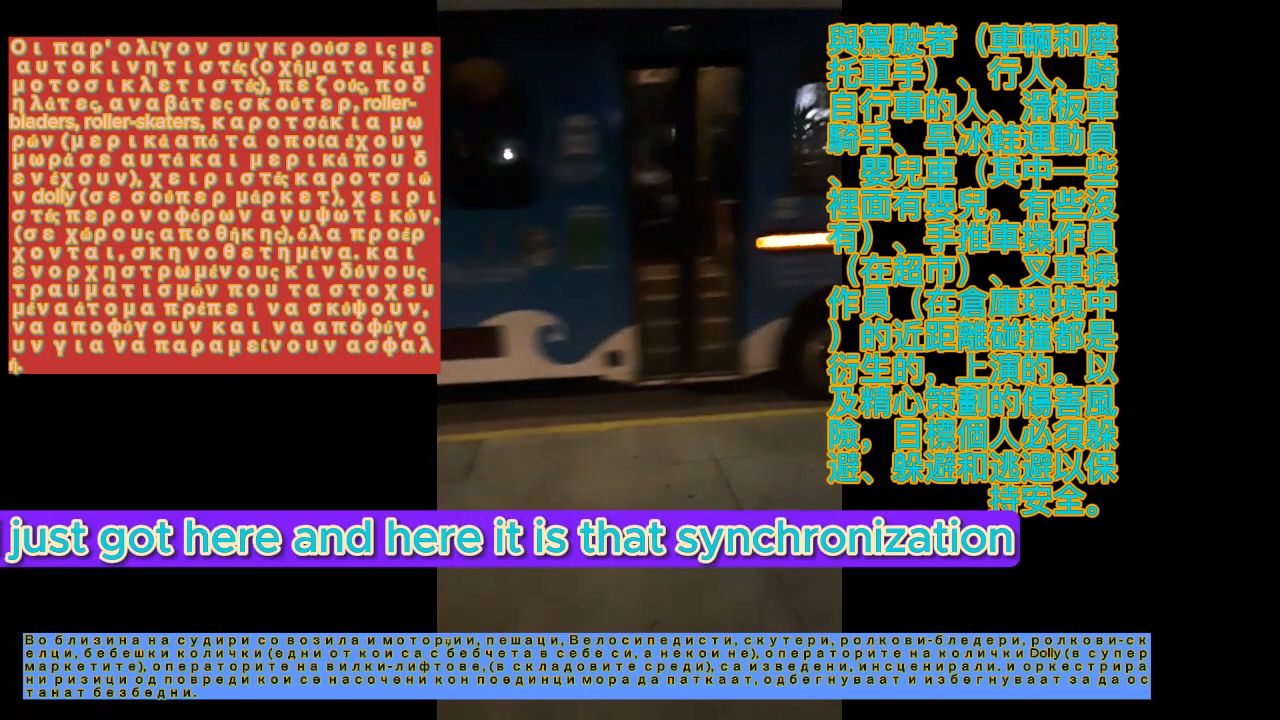 Οι παρ' ολίγον συγκρούσεις με
αυτοκινητιστές (οχήματα και
μοτοσικλετιστές), πεζούς, ποδ
ηλάτες, αναβάτες σκούτερ, roller-
bladers, roller-skaters, καροτσάκια μω
ρών (μερικά από τα οποία έχουν
μωρά σε αυτά και μερικά που δ
εν έχουν), χειριστές καροτσιώ
ν dolly (σε σούπερ μάρκετ), χειρι
στές περονοφόρων ανυψωτικών,
(σε χώρους αποθήκης), όλα προέρ
χονται, σκηνοθετημένα. και
ενορχηστρωμένους κινδύνους
τραυματισμών που τα στοχευ
μένα άτομα πρέπει να σκύψουν,
να αποφύγουν και να αποφύγο
υν για να παραμείνουν ασφαλ
ή.
與駕駛者（車輛和摩
托車手）、行人、騎
自行車的人、滑板車
騎手、旱冰鞋運動員
、嬰兒車（其中一些
裡面有嬰兒，有些沒
有）、手推車操作員
（在超市）、叉車操
作員（在倉庫環境中
）的近距離碰撞都是
衍生的，上演的。以
及精心策劃的傷害風
險，目標個人必須躲
避、躲避和逃避以保
持安全。
just got here and here it is that synchronization
Во близина на судири со возила и моторџии, пешаци, Велосипедисти, скутери, ролкови-бледери, ролкови-ск
елци, бебешки колички (едни от кои са с бебчета в себе си, а некои не), операторите на колички Dolly (в супер
маркетите), операторите на вилки-лифтове, (в складовите среди), са изведени, инсценирали. и оркестрира
ни ризици од повреди кои се насочени кон поединци мора да паткаат, одбегнуваат и избегнуваат за да ос
танат безбедни.